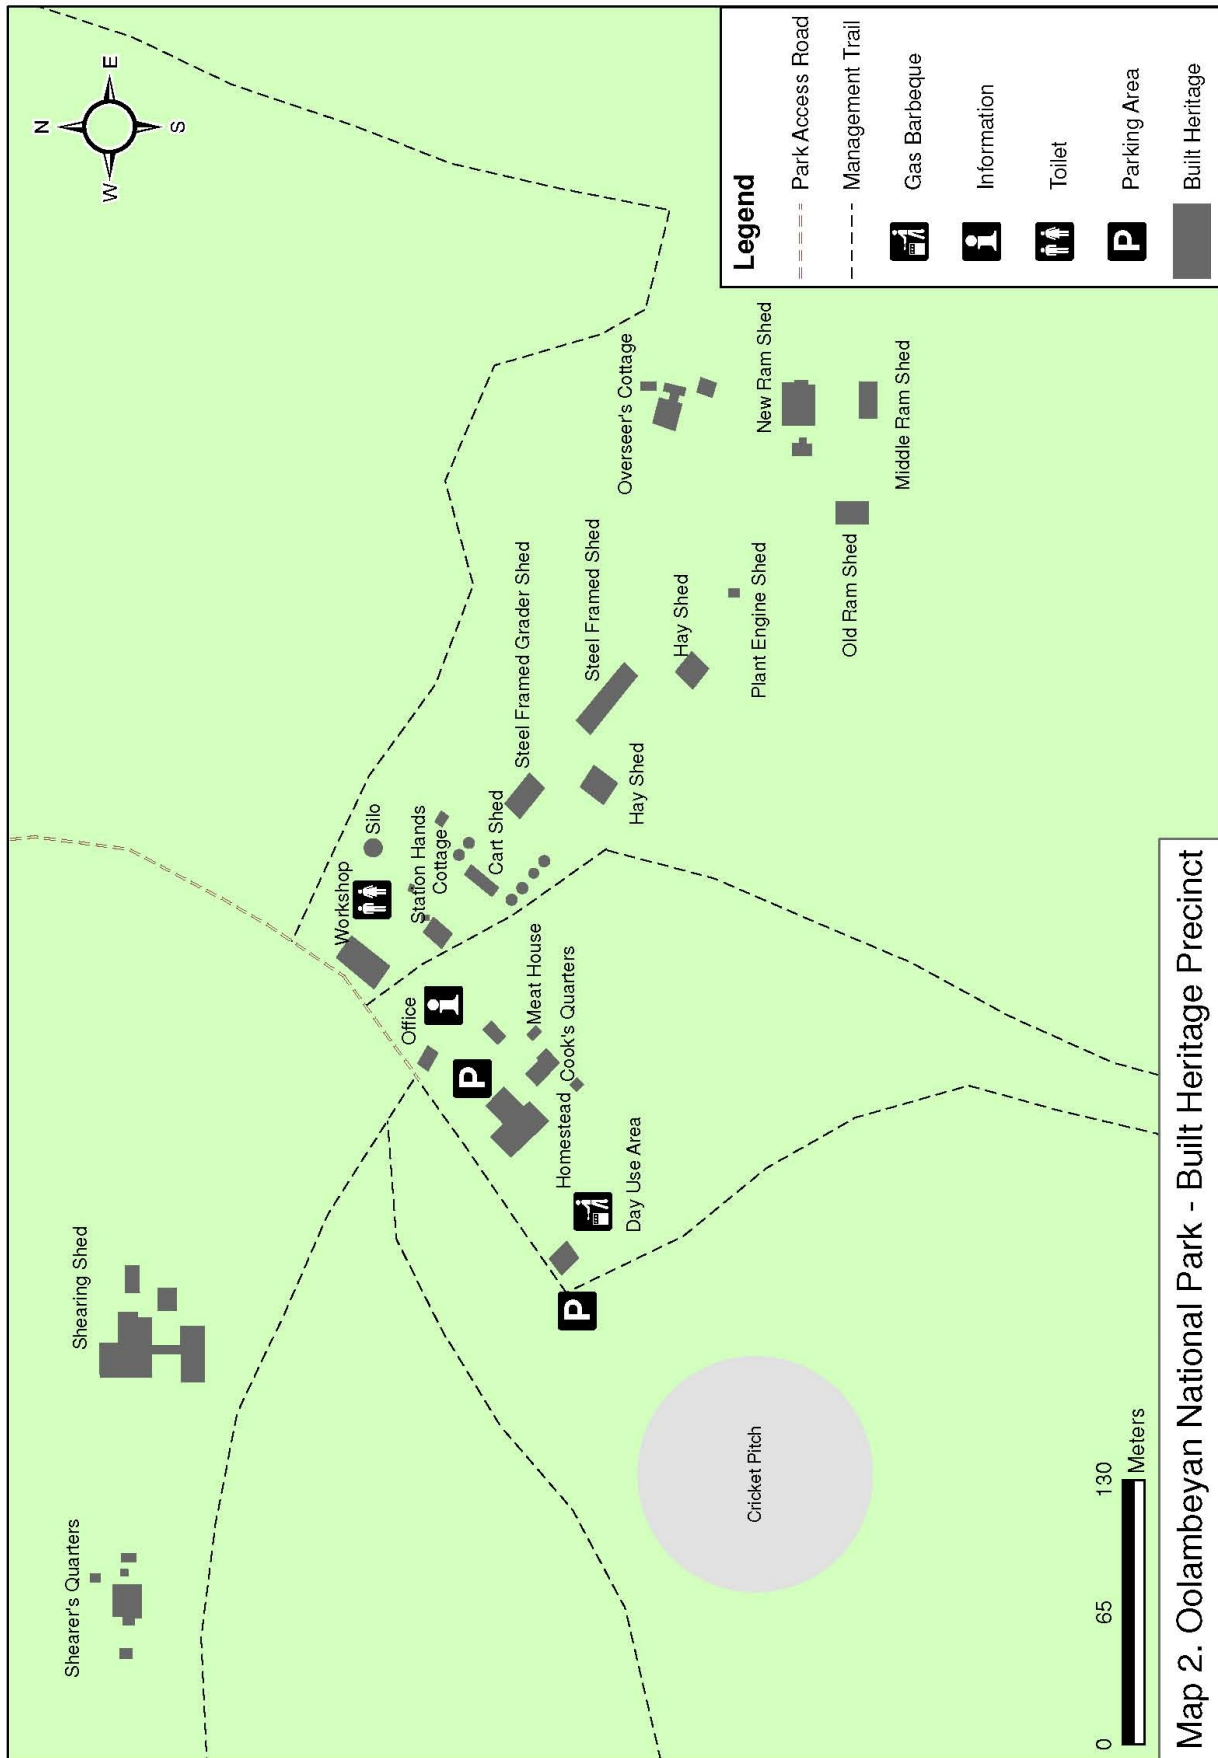 N
W
E
S
Shearer's Quarters
Shearing Shed
Workshop
Silo
Office
Station Hands
Cottage
Cart Shed
Steel Framed Grader Shed
Steel Framed Shed
Overseer's Cottage
Meat House
Cook's Quarters
Homestead
Day Use Area
P
P
Hay Shed
Hay Shed
Plant Engine Shed
New Ram Shed
Old Ram Shed
Middle Ram Shed
Cricket Pitch
Legend
Park Access Road
Management Trail
Gas Barbeque
Information
Toilet
P Parking Area
Built Heritage
0 65 130
Meters
Map 2. Oolambeyan National Park - Built Heritage Precinct